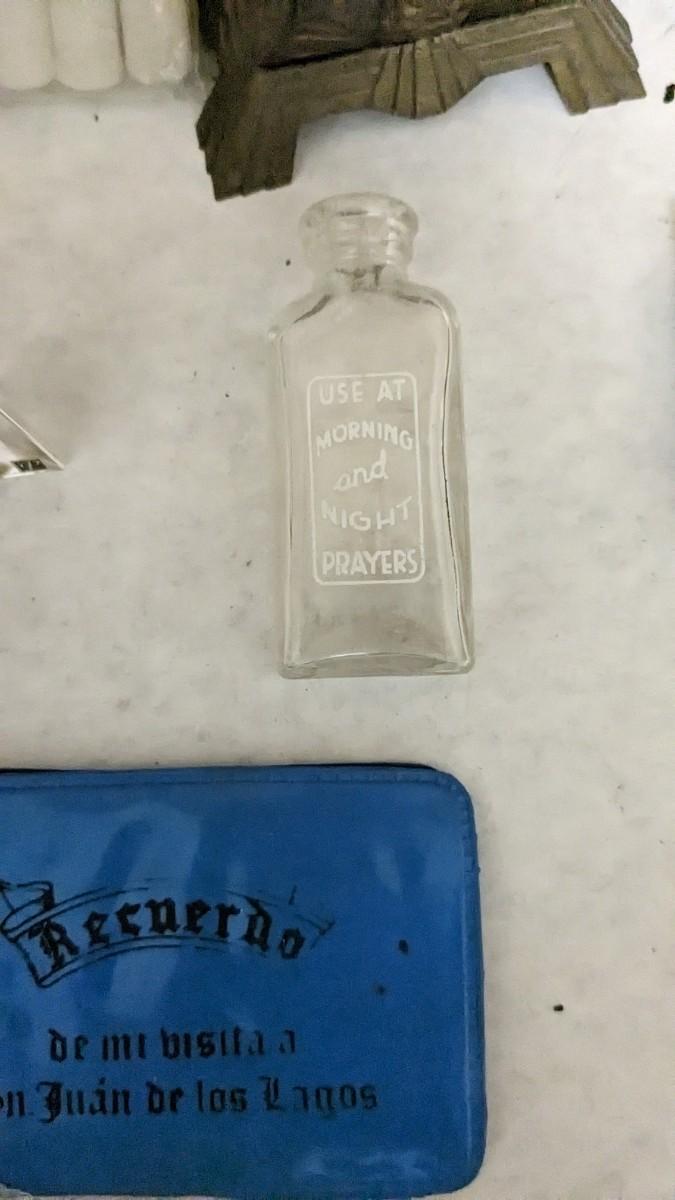 USE AT
MORNING
and
NIGHT
PRAYERS
Recuerdo
de mi visita a
n Juán de los Lagos